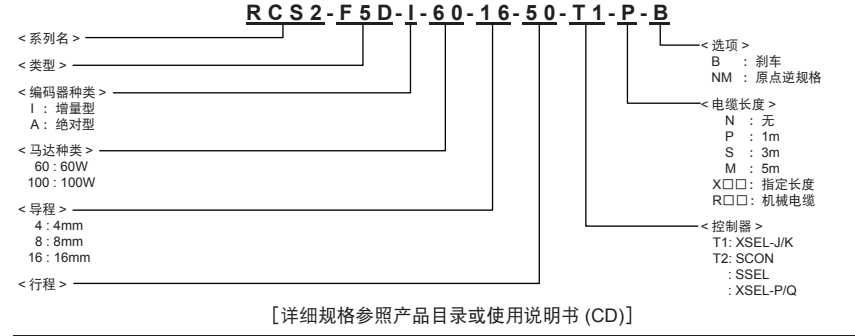 RCS2-F5D-I-60-16-50-T1-P-B
<系列名>
<类型>
<编码器种类>
I : 增量型
A : 绝对型
<马达种类>
60 : 60W
100 : 100W
<导程>
4 : 4mm
8 : 8mm
16 : 16mm
<行程>
<选项>
B : 刹车
NM : 原点逆规格
<电缆长度>
N : 无
P : 1m
S : 3m
M : 5m
X□□ : 指定长度
R□□ : 机械电缆
<控制器>
T1: XSEL-J/K
T2: SCON
: SSEL
: XSEL-P/Q
[详细规格参照产品目录或使用说明书 (CD)]